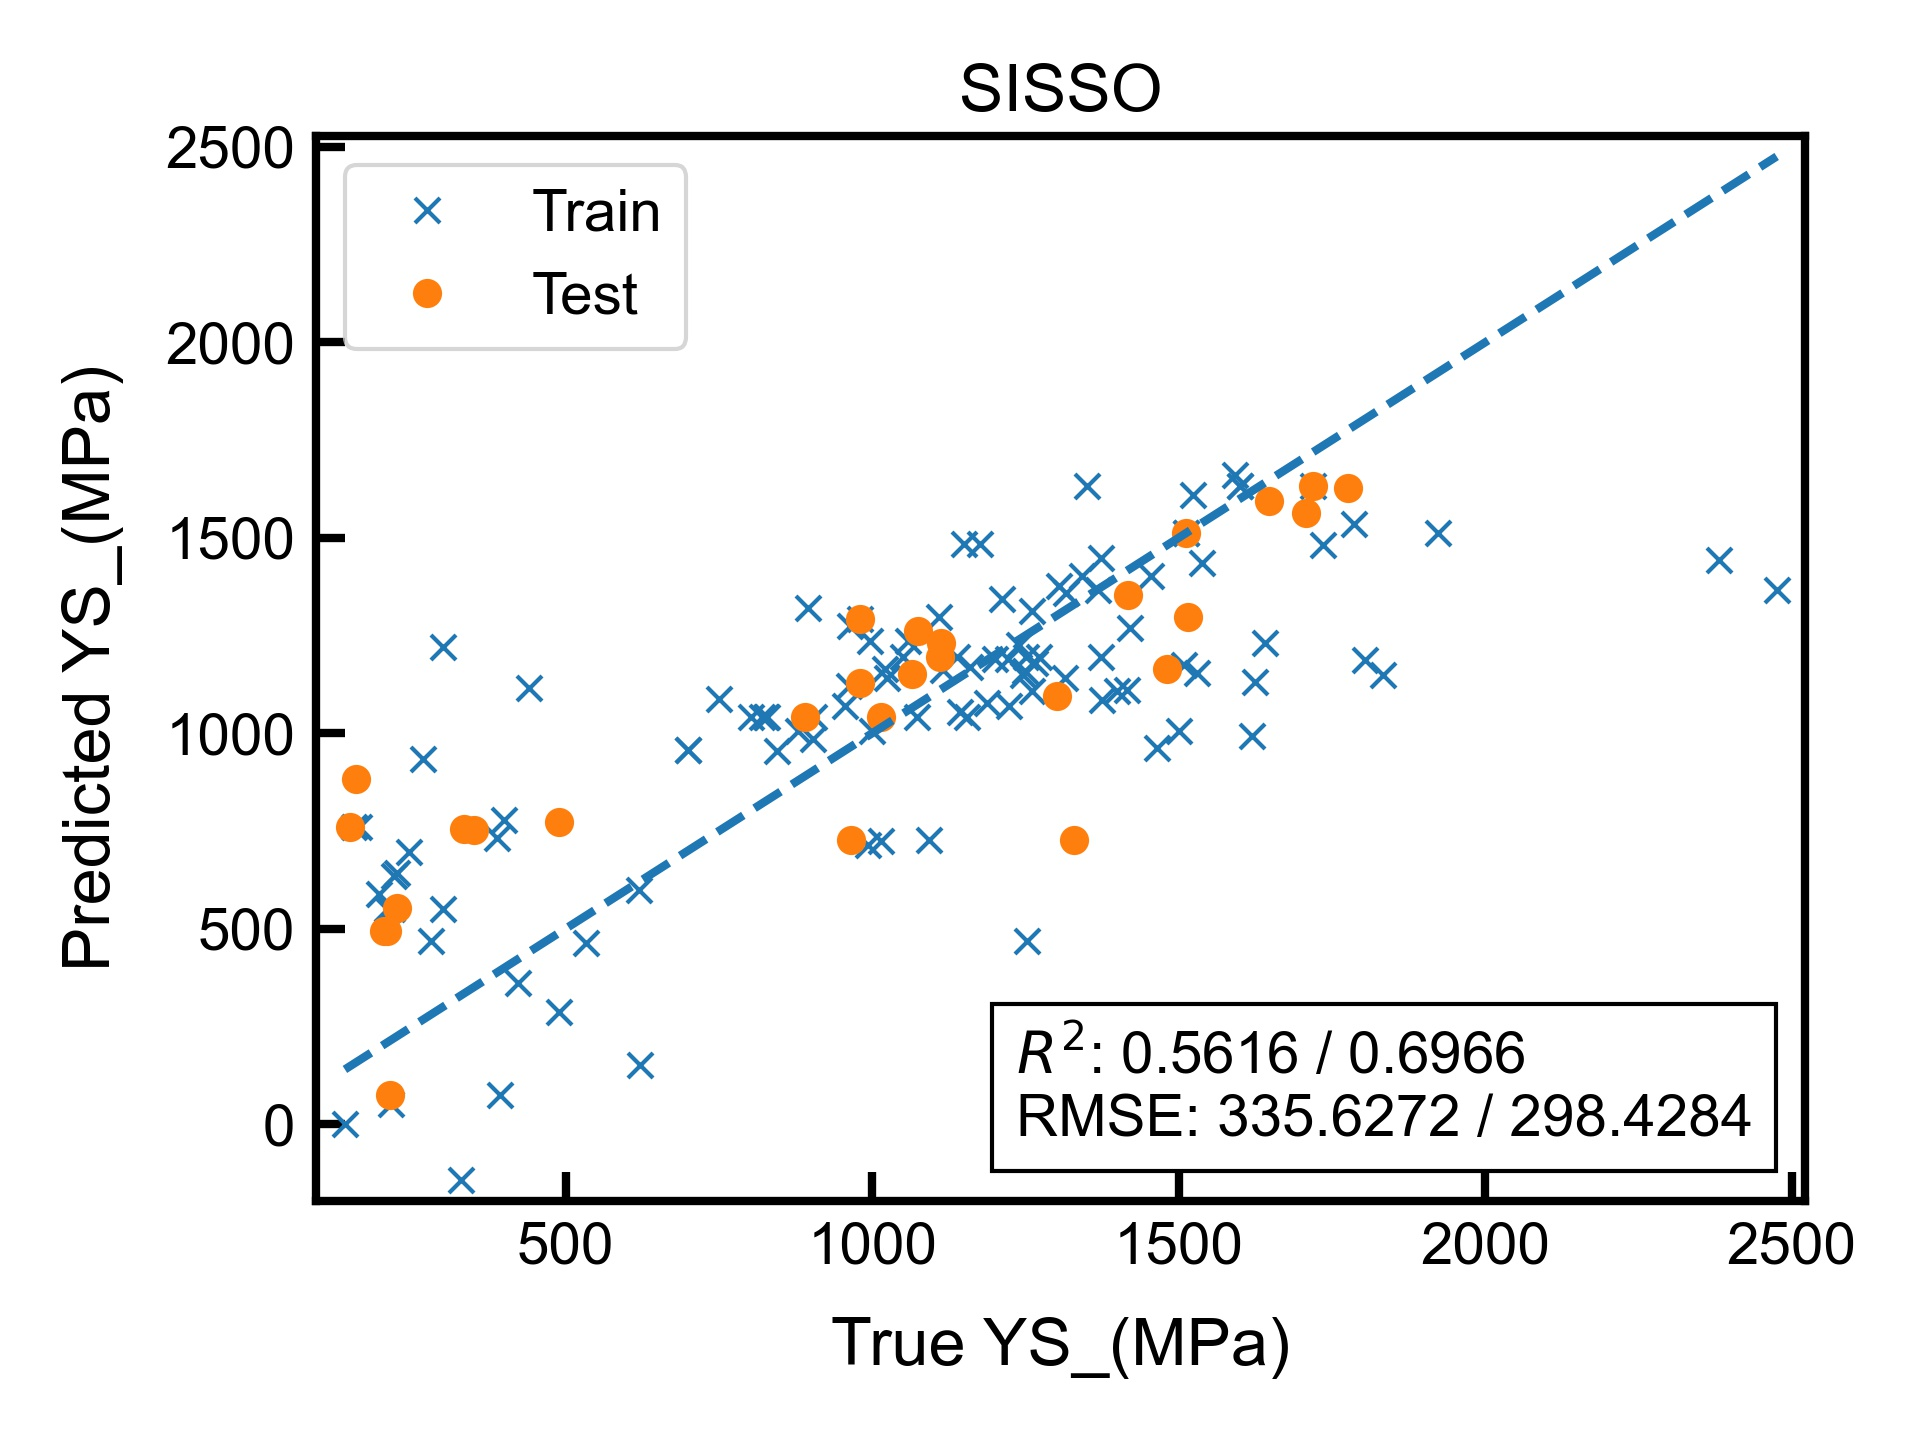 SISSO
2500
2000
1500
1000
500
0
Predicted YS_(MPa)
Train
Test
R²: 0.5616 / 0.6966
RMSE: 335.6272 / 298.4284
500 1000 1500 2000 2500
True YS_(MPa)